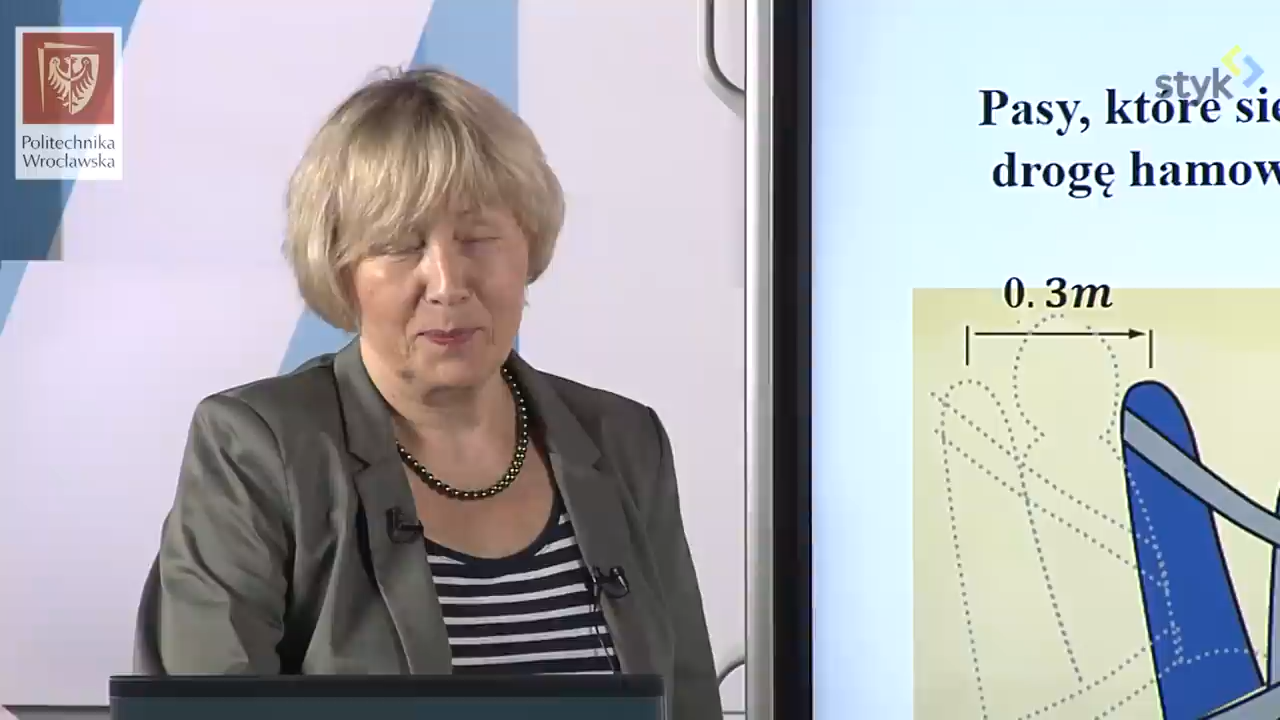 Politechnika
Wrocławska
styk
Pasy, które się
drogę hamow
0.3m